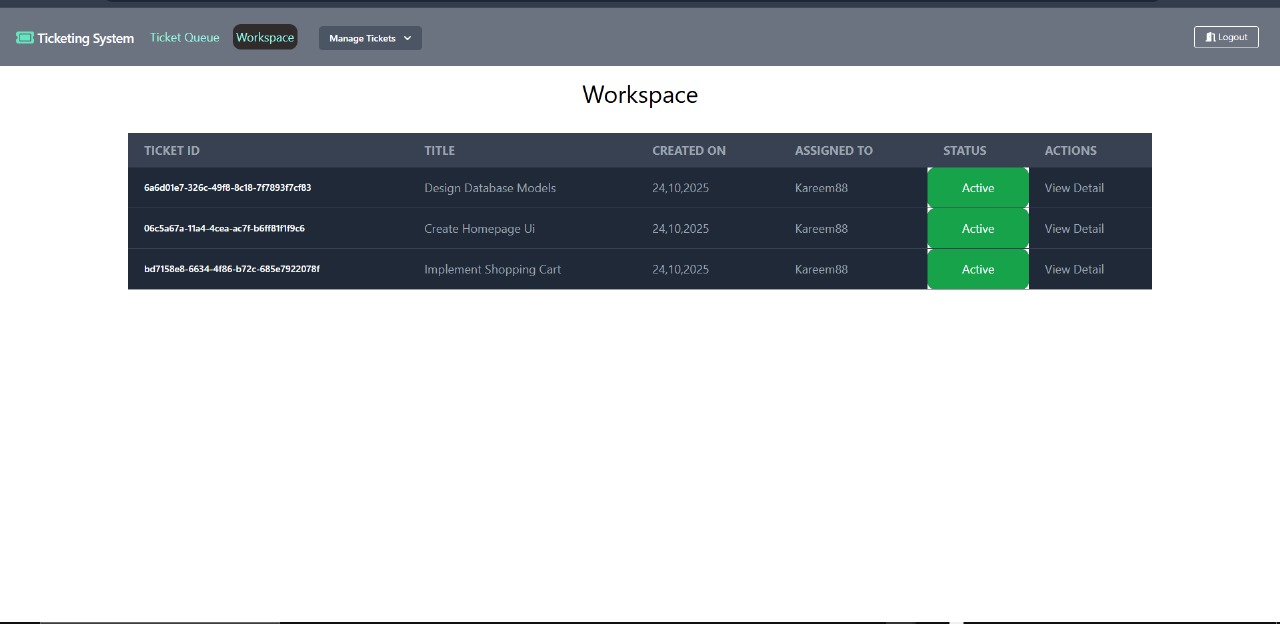 Ticketing System Ticket Queue Workspace Manage Tickets Logout
Workspace
TICKET ID TITLE CREATED ON ASSIGNED TO STATUS ACTIONS
6a6d01e7-326c-49f8-8c18-7f7893f7cf83 Design Database Models 24,10,2025 Kareem88 Active View Detail
06c5a67a-11a4-4cea-ac7f-b6ff81f1f9c6 Create Homepage Ui 24,10,2025 Kareem88 Active View Detail
bd7158e8-6634-4f86-b72c-685e7922078f Implement Shopping Cart 24,10,2025 Kareem88 Active View Detail